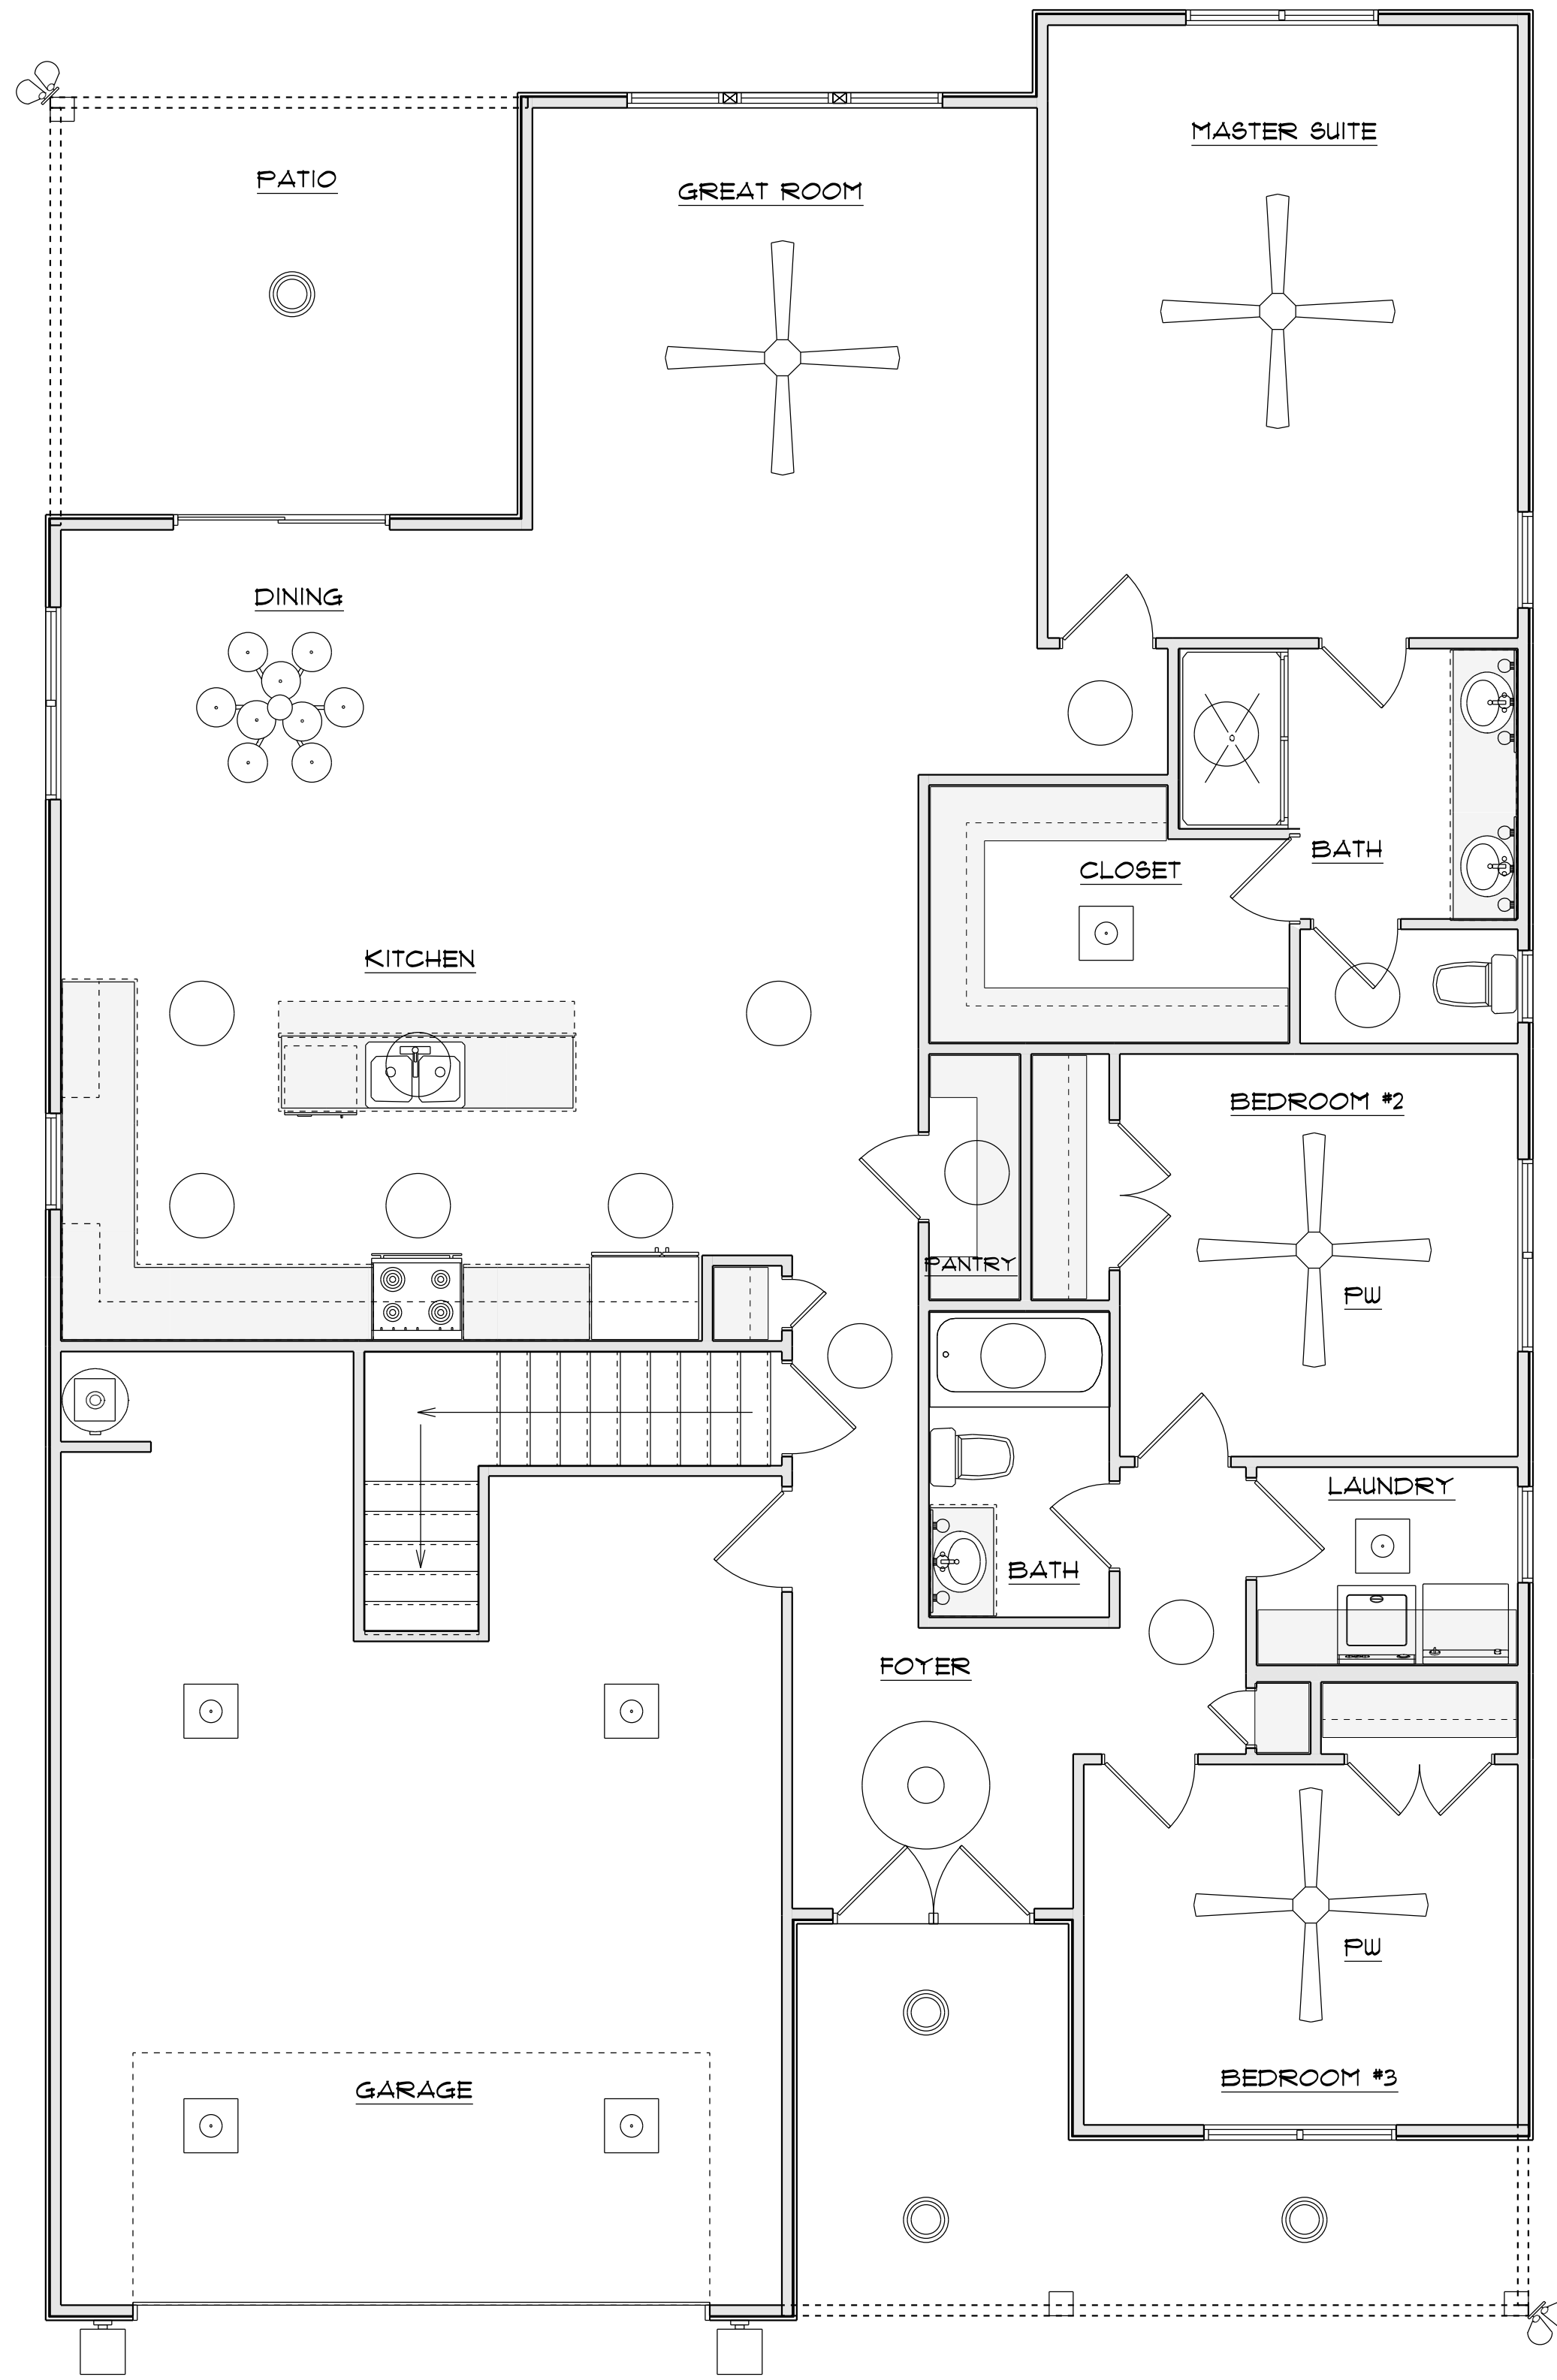 MASTER SUITE
PATIO
GREAT ROOM
DINING
BATH
CLOSET
KITCHEN
BEDROOM #2
PANTRY
PW
LAUNDRY
BATH
FOYER
PW
BEDROOM #3
GARAGE